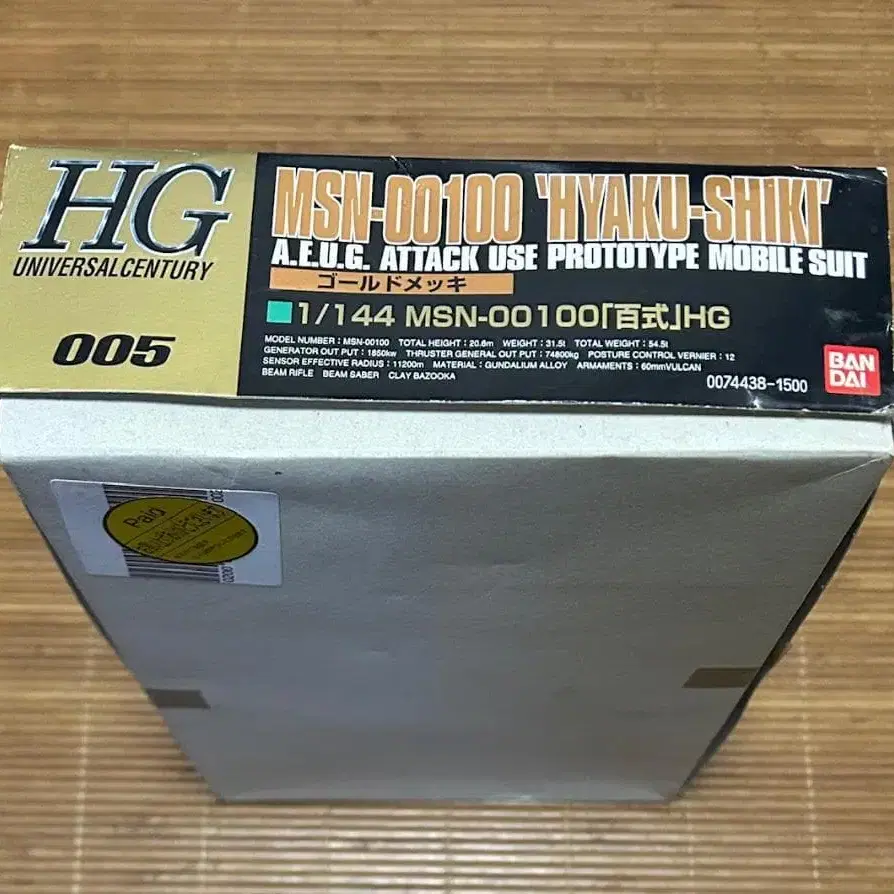 HG
UNIVERSALCENTURY
005
MSN-00100 'HYAKU-SHIKI'
A.E.U.G. ATTACK USE PROTOTYPE MOBILE SUIT
ゴールドメッキ
1/144 MSN-00100「百式」HG
MODEL NUMBER : MSN-00100 TOTAL HEIGHT : 20.6m WEIGHT : 31.5t TOTAL WEIGHT : 54.5t
GENERATOR OUT PUT : 1850kw THRUSTER GENERAL OUT PUT : 74800kg POSTURE CONTROL VERNIER : 12
SENSOR EFFECTIVE RADIUS : 11200m MATERIAL : GUNDALIUM ALLOY ARMAMENTS : 60mmVULCAN
BEAM RIFLE BEAM SABER CLAY BAZOOKA
0074438-1500
BAN
DAI
Paid